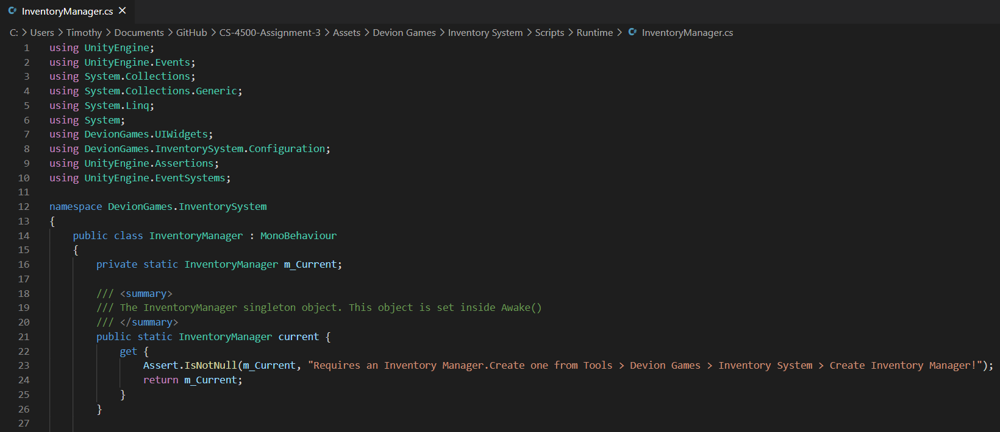 InventoryManager.cs ×
C: > Users > Timothy > Documents > GitHub > CS-4500-Assignment-3 > Assets > Devion Games > Inventory System > Scripts > Runtime > InventoryManager.cs
1 using UnityEngine;
2 using UnityEngine.Events;
3 using System.Collections;
4 using System.Collections.Generic;
5 using System.Linq;
6 using System;
7 using DevionGames.UIWidgets;
8 using DevionGames.InventorySystem.Configuration;
9 using UnityEngine.Assertions;
10 using UnityEngine.EventSystems;
11
12 namespace DevionGames.InventorySystem
13 {
14     public class InventoryManager : MonoBehaviour
15     {
16         private static InventoryManager m_Current;
17
18         /// <summary>
19         /// The InventoryManager singleton object. This object is set inside Awake()
20         /// </summary>
21         public static InventoryManager current {
22             get {
23                 Assert.IsNotNull(m_Current, "Requires an Inventory Manager.Create one from Tools > Devion Games > Inventory System > Create Inventory Manager!");
24                 return m_Current;
25             }
26         }
27